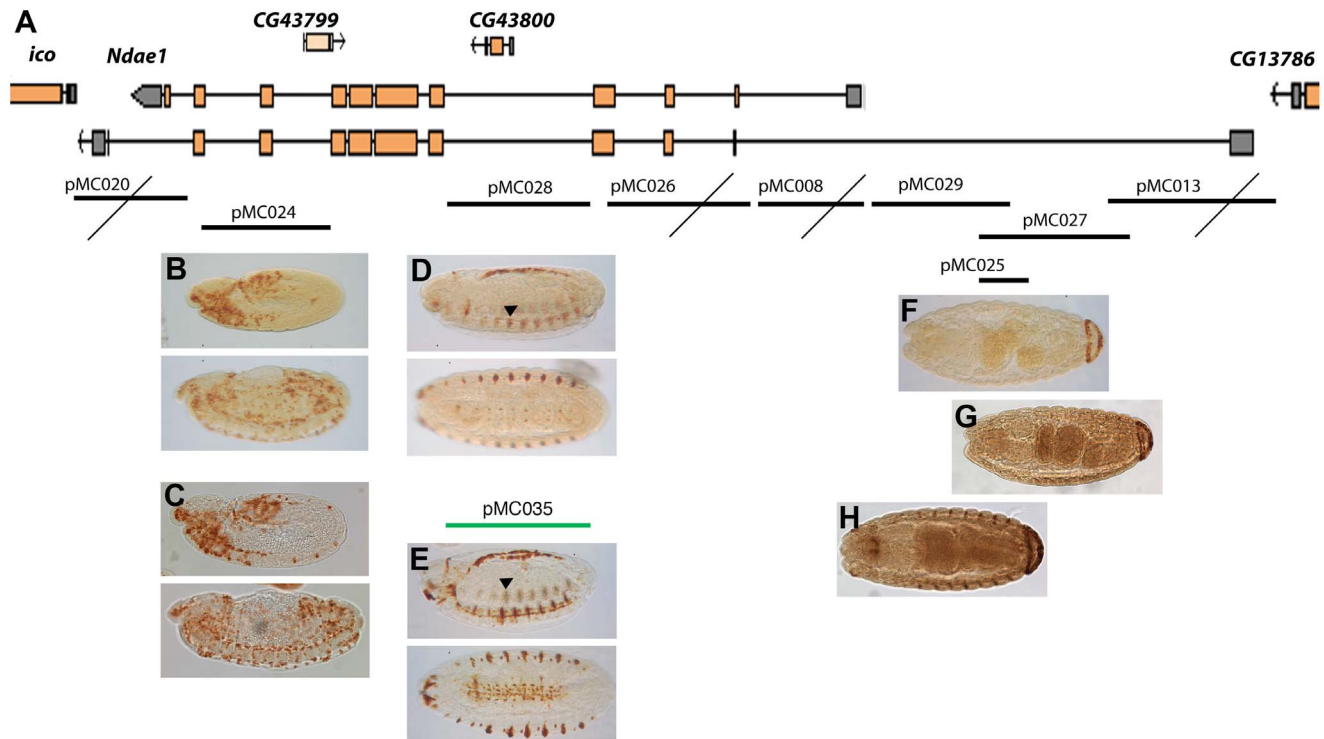 A
CG43799
CG43800
ico
Ndae1
CG13786
pMC020
pMC028
pMC026
pMC008
pMC029
pMC013
pMC024
pMC027
pMC025
B
D
F
G
C
pMC035
E
H